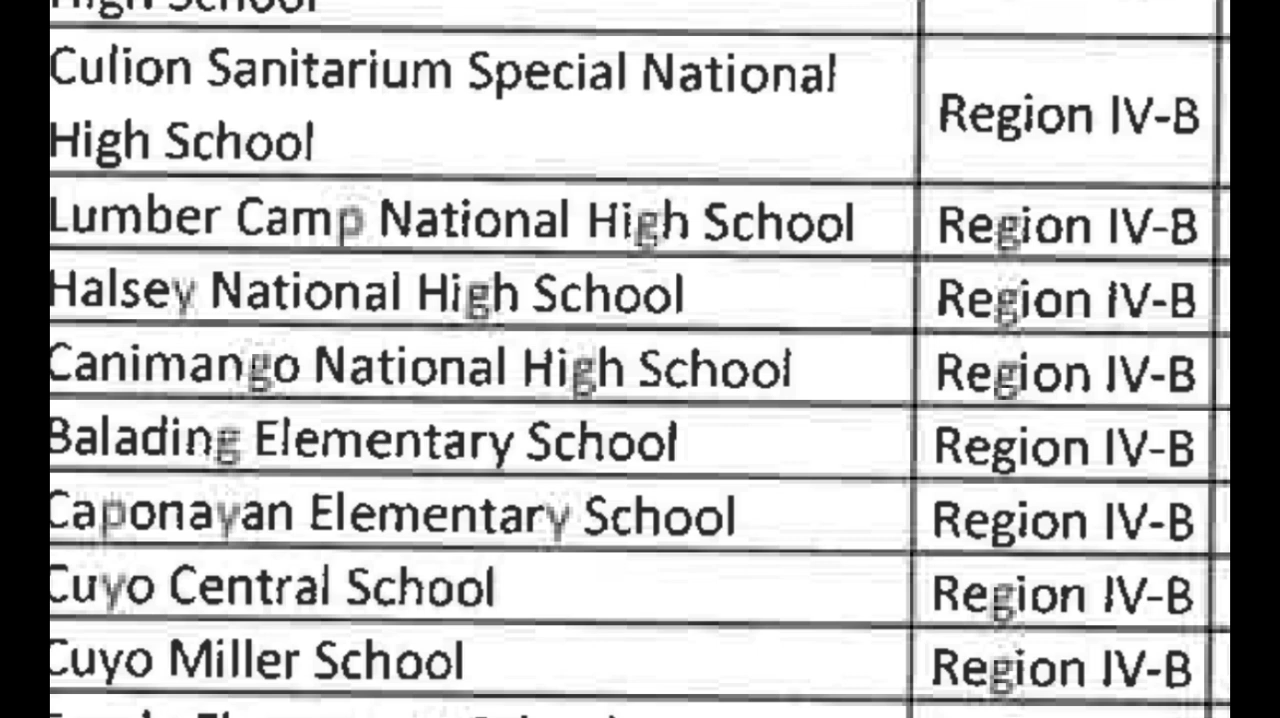 High School
Culion Sanitarium Special National
High School
Region IV-B
Lumber Camp National High School Region IV-B
Halsey National High School Region IV-B
Canimango National High School Region IV-B
Balading Elementary School Region IV-B
Caponayan Elementary School Region IV-B
Cuyo Central School Region IV-B
Cuyo Miller School Region IV-B